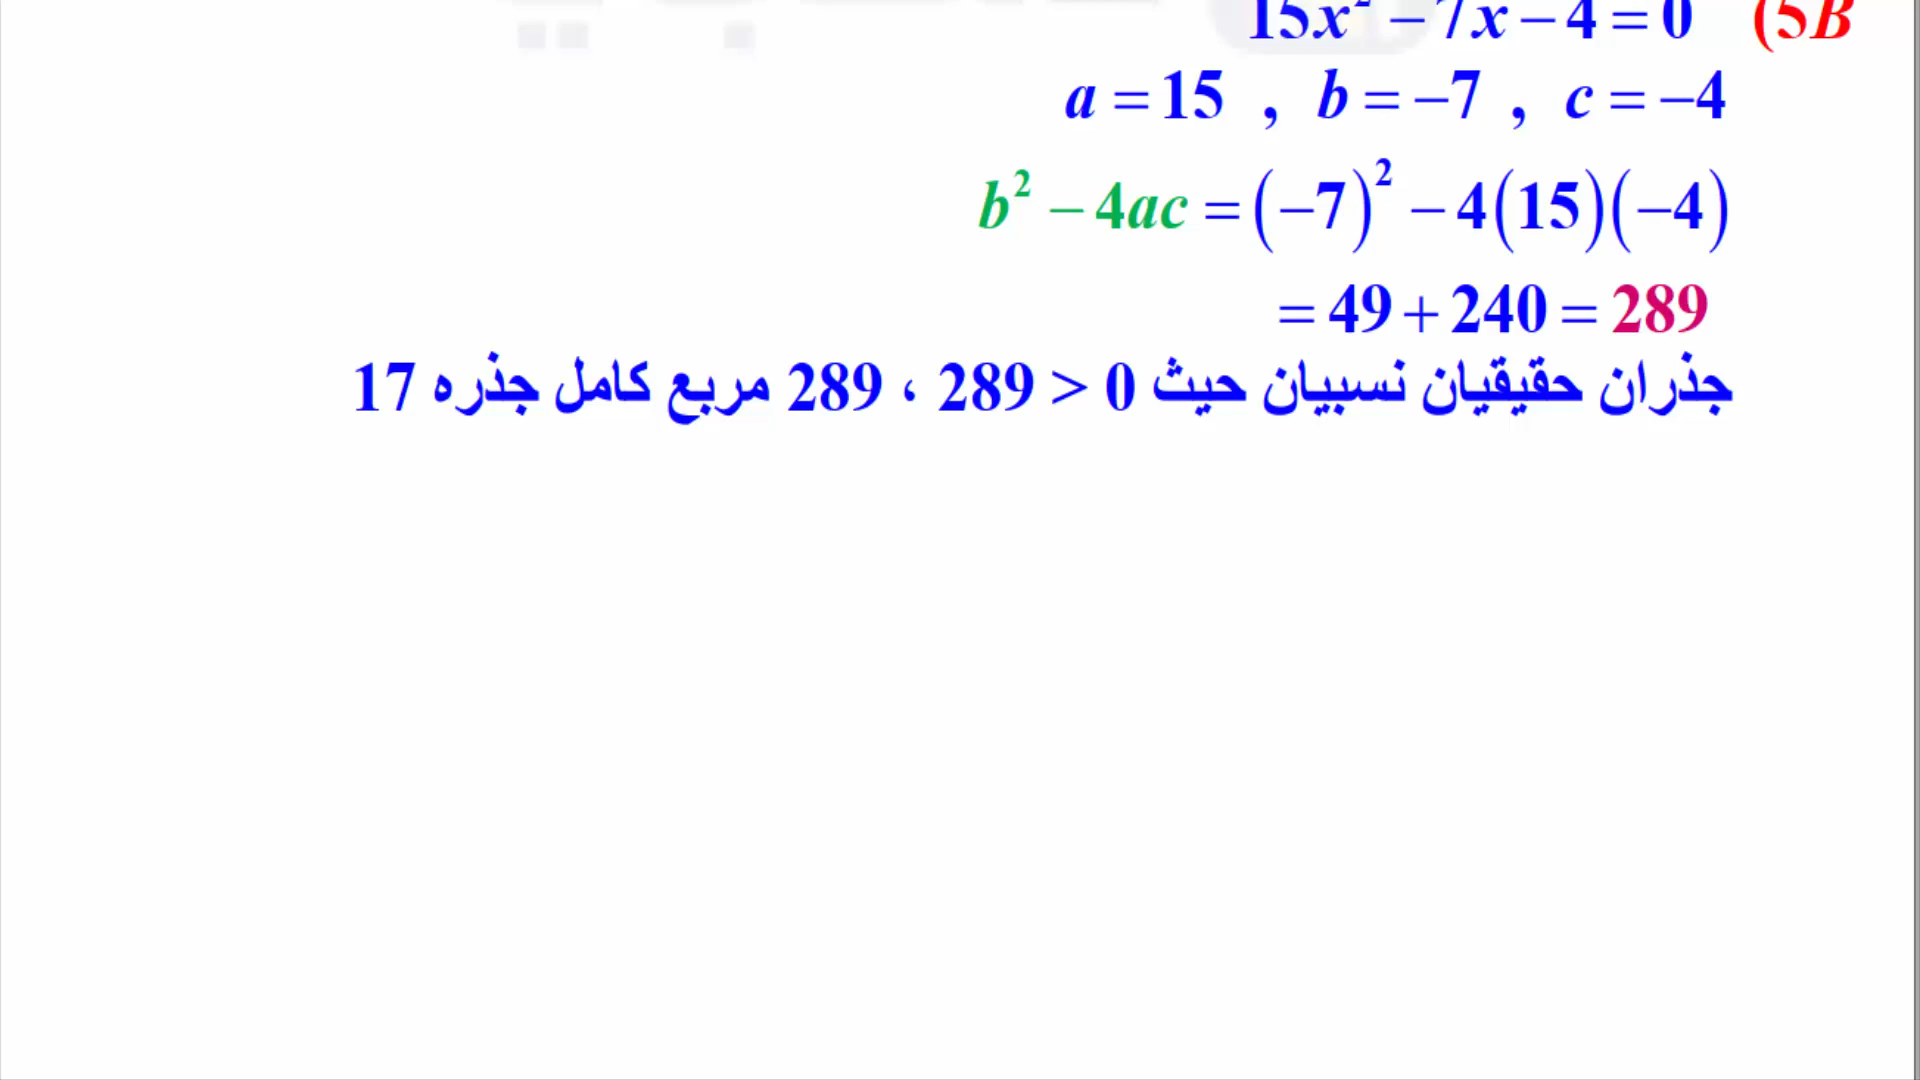 (5B 15x² − 7x − 4 = 0
a = 15 , b = −7 , c = −4
b² − 4ac = (−7)² − 4(15)(−4)
= 49 + 240 = 289
جذران حقيقيان نسبيان حيث 0 < 289 ، 289 مربع كامل جذره 17